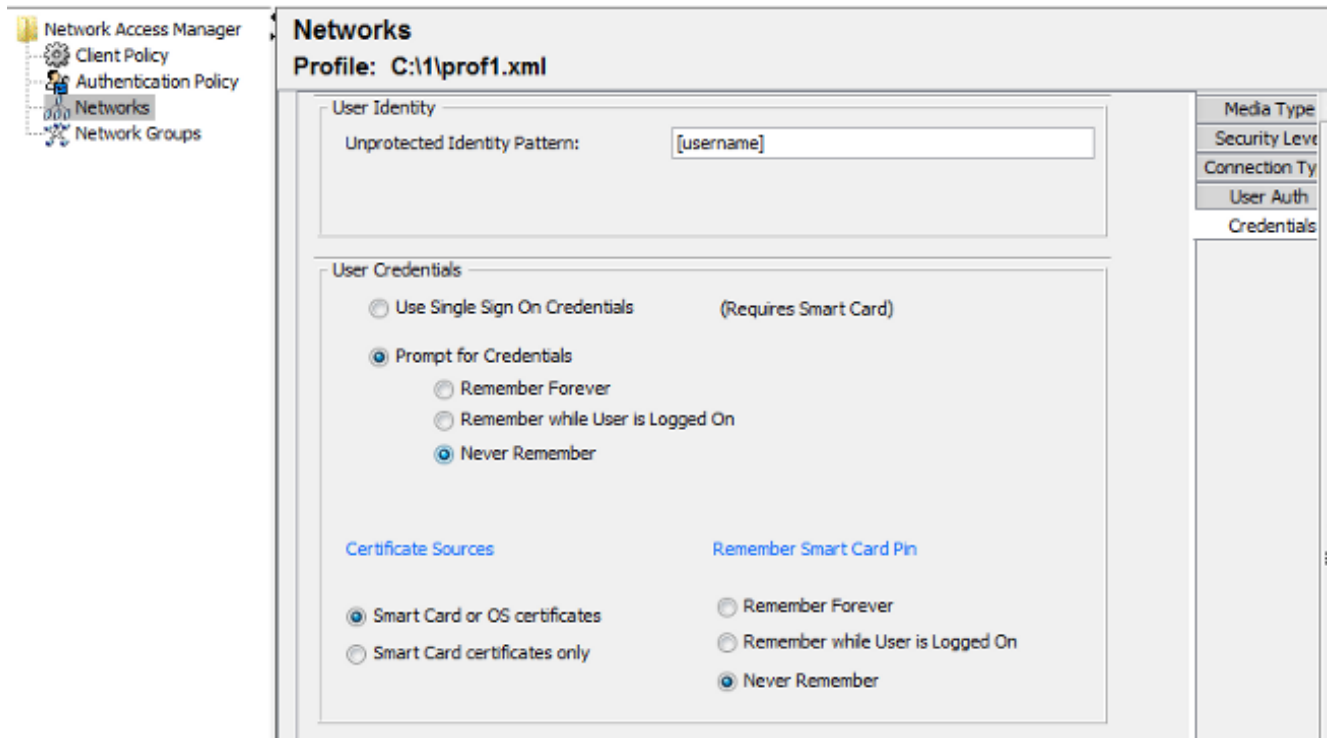 Network Access Manager
Client Policy
Authentication Policy
Networks
Network Groups
Networks
Profile: C:\1\prof1.xml
User Identity
Unprotected Identity Pattern: [username]
User Credentials
Use Single Sign On Credentials (Requires Smart Card)
Prompt for Credentials
Remember Forever
Remember while User is Logged On
Never Remember
Certificate Sources
Smart Card or OS certificates
Smart Card certificates only
Remember Smart Card Pin
Remember Forever
Remember while User is Logged On
Never Remember
Media Type
Security Leve
Connection Ty
User Auth
Credentials